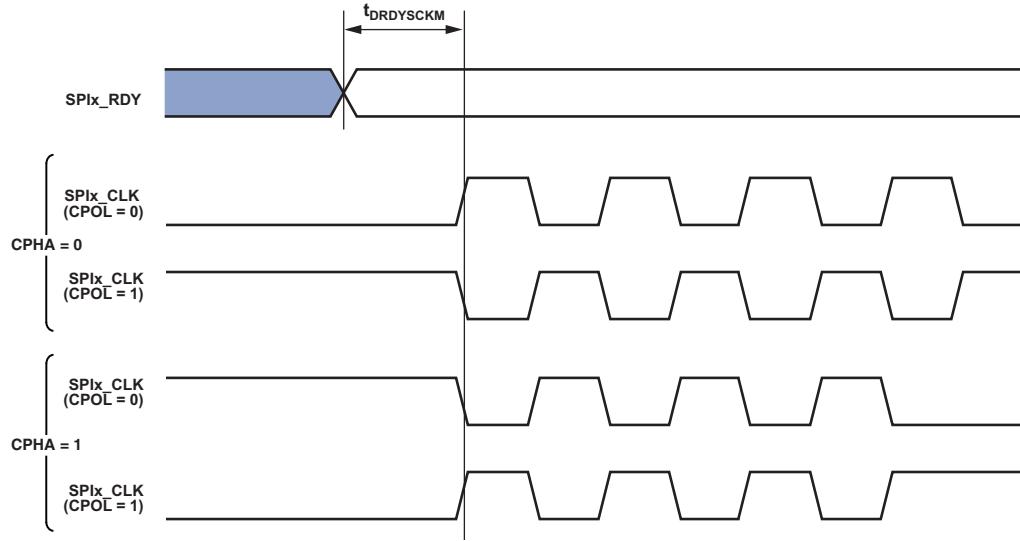 tDRDYSCKM
SPIx_RDY
SPIx_CLK
(CPOL = 0)
CPHA = 0
SPIx_CLK
(CPOL = 1)
SPIx_CLK
(CPOL = 0)
CPHA = 1
SPIx_CLK
(CPOL = 1)